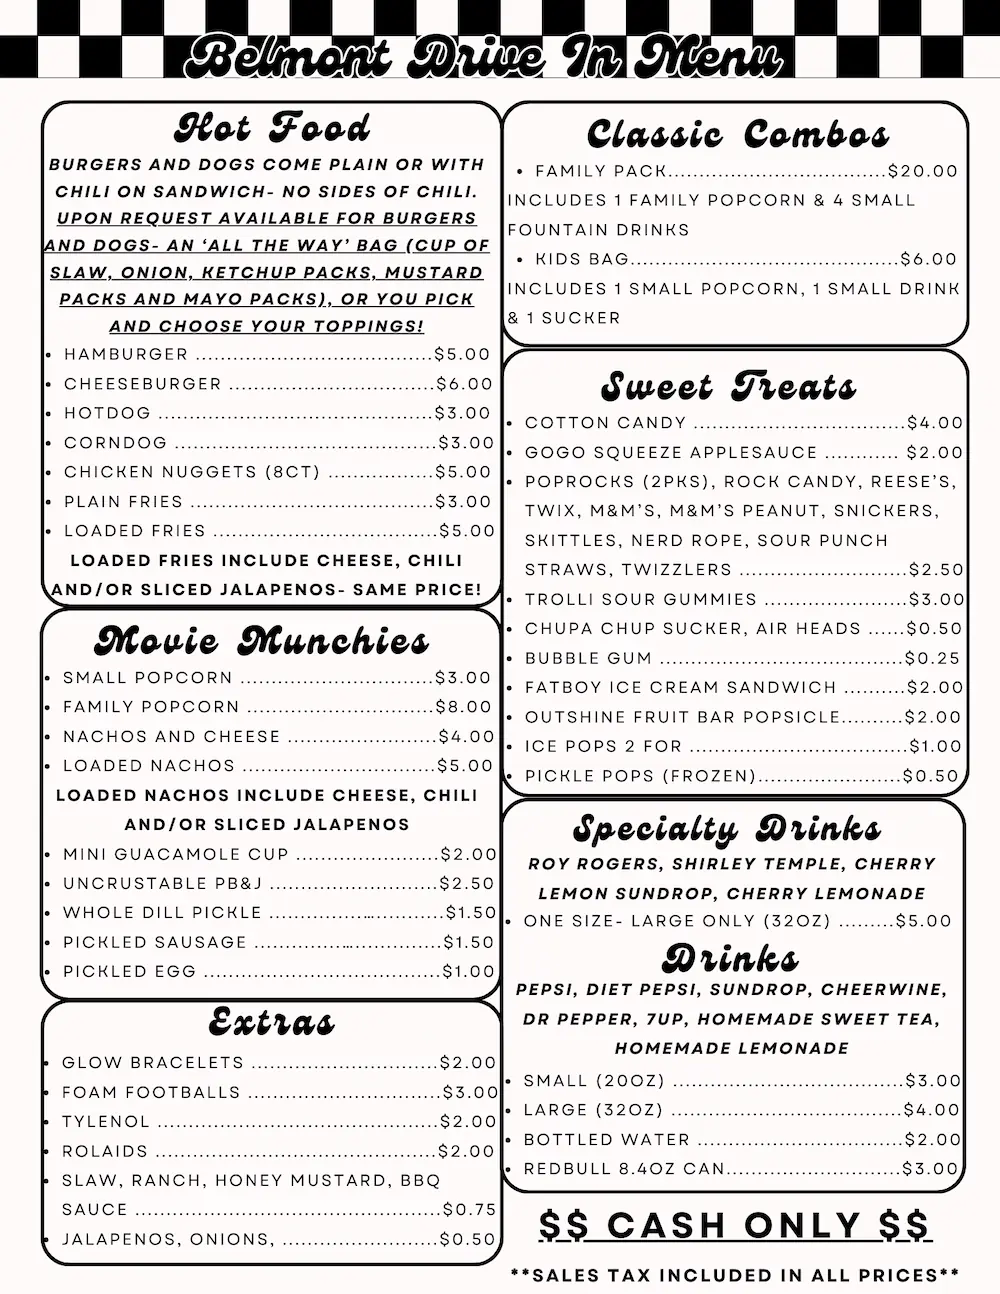 Belmont Drive In Menu
Hot Food
BURGERS AND DOGS COME PLAIN OR WITH
CHILI ON SANDWICH- NO SIDES OF CHILI.
UPON REQUEST AVAILABLE FOR BURGERS
AND DOGS- AN ‘ALL THE WAY’ BAG (CUP OF
SLAW, ONION, KETCHUP PACKS, MUSTARD
PACKS AND MAYO PACKS), OR YOU PICK
AND CHOOSE YOUR TOPPINGS!
• HAMBURGER ......................................$5.00
• CHEESEBURGER .................................$6.00
• HOTDOG ............................................$3.00
• CORNDOG ..........................................$3.00
• CHICKEN NUGGETS (8CT) .................$5.00
• PLAIN FRIES .......................................$3.00
• LOADED FRIES ....................................$5.00
LOADED FRIES INCLUDE CHEESE, CHILI
AND/OR SLICED JALAPENOS- SAME PRICE!
Movie Munchies
• SMALL POPCORN ...............................$3.00
• FAMILY POPCORN ..............................$8.00
• NACHOS AND CHEESE ........................$4.00
• LOADED NACHOS ...............................$5.00
LOADED NACHOS INCLUDE CHEESE, CHILI
AND/OR SLICED JALAPENOS
• MINI GUACAMOLE CUP .......................$2.00
• UNCRUSTABLE PB&J ...........................$2.50
• WHOLE DILL PICKLE ............................$1.50
• PICKLED SAUSAGE ..............................$1.50
• PICKLED EGG ......................................$1.00
Extras
• GLOW BRACELETS ..............................$2.00
• FOAM FOOTBALLS ...............................$3.00
• TYLENOL .............................................$2.00
• ROLAIDS .............................................$2.00
• SLAW, RANCH, HONEY MUSTARD, BBQ
SAUCE .................................................$0.75
• JALAPENOS, ONIONS, .........................$0.50
Classic Combos
• FAMILY PACK...................................$20.00
INCLUDES 1 FAMILY POPCORN & 4 SMALL
FOUNTAIN DRINKS
• KIDS BAG...........................................$6.00
INCLUDES 1 SMALL POPCORN, 1 SMALL DRINK
& 1 SUCKER
Sweet Treats
• COTTON CANDY ..................................$4.00
• GOGO SQUEEZE APPLESAUCE ............ $2.00
• POPROCKS (2PKS), ROCK CANDY, REESE’S,
TWIX, M&M’S, M&M’S PEANUT, SNICKERS,
SKITTLES, NERD ROPE, SOUR PUNCH
STRAWS, TWIZZLERS ...........................$2.50
• TROLLI SOUR GUMMIES .......................$3.00
• CHUPA CHUP SUCKER, AIR HEADS ......$0.50
• BUBBLE GUM .......................................$0.25
• FATBOY ICE CREAM SANDWICH ..........$2.00
• OUTSHINE FRUIT BAR POPSICLE..........$2.00
• ICE POPS 2 FOR ...................................$1.00
• PICKLE POPS (FROZEN).......................$0.50
Specialty Drinks
ROY ROGERS, SHIRLEY TEMPLE, CHERRY
LEMON SUNDROP, CHERRY LEMONADE
• ONE SIZE- LARGE ONLY (32OZ) .........$5.00
Drinks
PEPSI, DIET PEPSI, SUNDROP, CHEERWINE,
DR PEPPER, 7UP, HOMEMADE SWEET TEA,
HOMEMADE LEMONADE
• SMALL (20OZ) .....................................$3.00
• LARGE (32OZ) .....................................$4.00
• BOTTLED WATER .................................$2.00
• REDBULL 8.4OZ CAN............................$3.00
$$ CASH ONLY $$
**SALES TAX INCLUDED IN ALL PRICES**